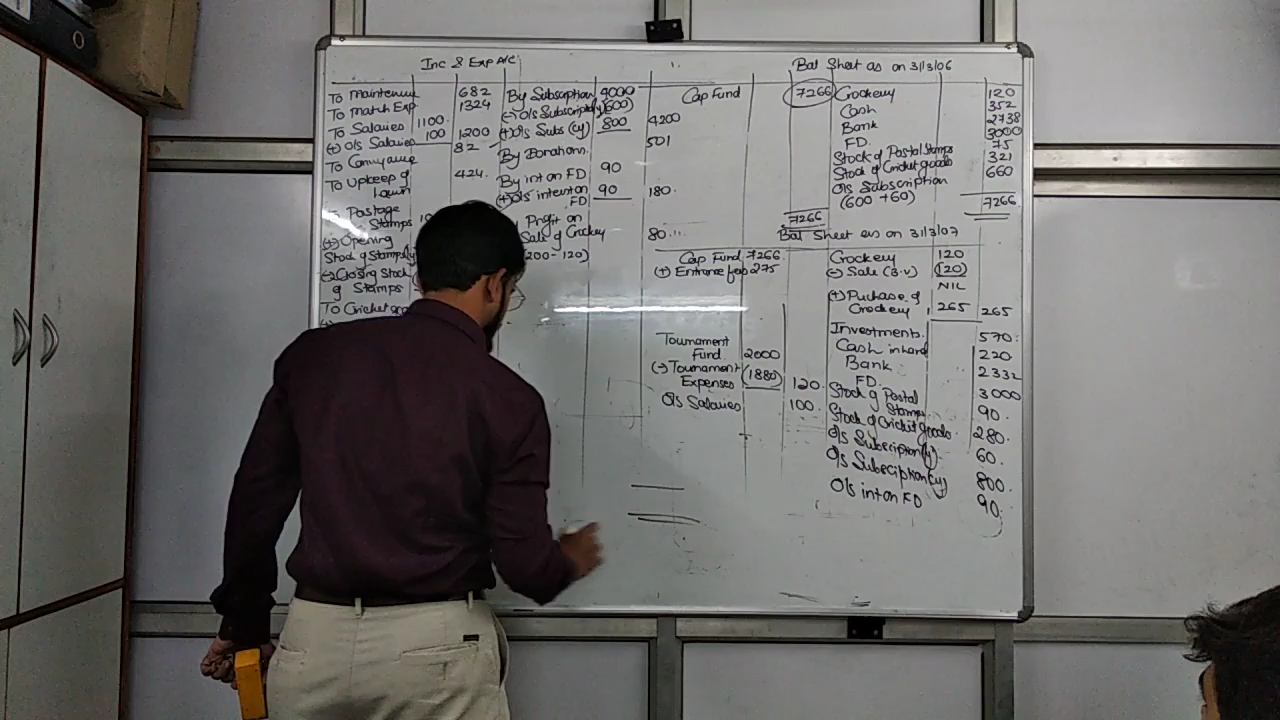 Inc & Exp A/c
To Maintenance 682
To Match Exp 1324
To Salaries 1100
(+) O/s Salaries 100 1200
To Conveyance 82
To Upkeep of 424
Lawn
To Postage
Stamps
(+) Opening
Stock of Stamps
(-) Closing Stock
of Stamps
To Cricket
By Subscription 4000
(-) O/s Subscription(ly) (600)
(+) O/s Subs (cy) 800 4200
By Donation. 501
By int on FD 90
(+) O/s int on 90 180
FD
Profit on
Sale of Crockery 80
(200-120)
Bal Sheet as on 31/3/06
Cap Fund 7266
7266
Crockery 120
Cash 352
Bank 2738
FD. 3000
Stock of Postal Stamps 75
Stock of Cricket goods 321
O/s Subscription 660
(600+60)
7266
Bal Sheet as on 31/3/07
Cap Fund 7266
(+) Entrance fees 275
Tournament
Fund 2000
(-) Tournament
Expenses (1880) 120
O/s Salaries 100
Crockery 120
(-) Sale (B.V) (120)
NIL
(+) Purchase of
Crockery 265 265
Investments. 570
Cash in hand 220
Bank 2332
FD. 3000
Stock of Postal
Stamps 90
Stock of Cricket goods 280
O/s Subscription(ly) 60
O/s Subscription(cy) 800
O/s int on FD 90